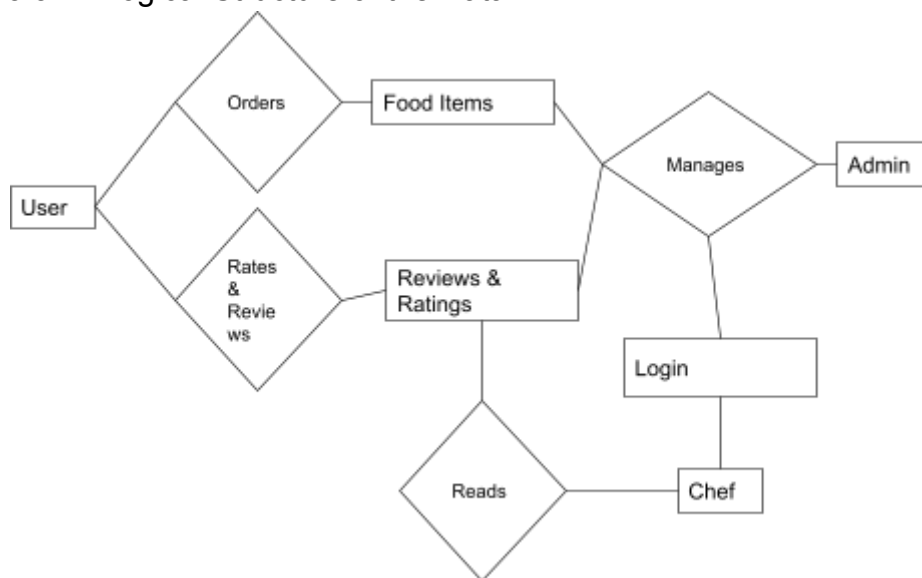 Orders
Food Items
Manages
Admin
User
Rates
&
Revie
ws
Reviews &
Ratings
Login
Reads
Chef